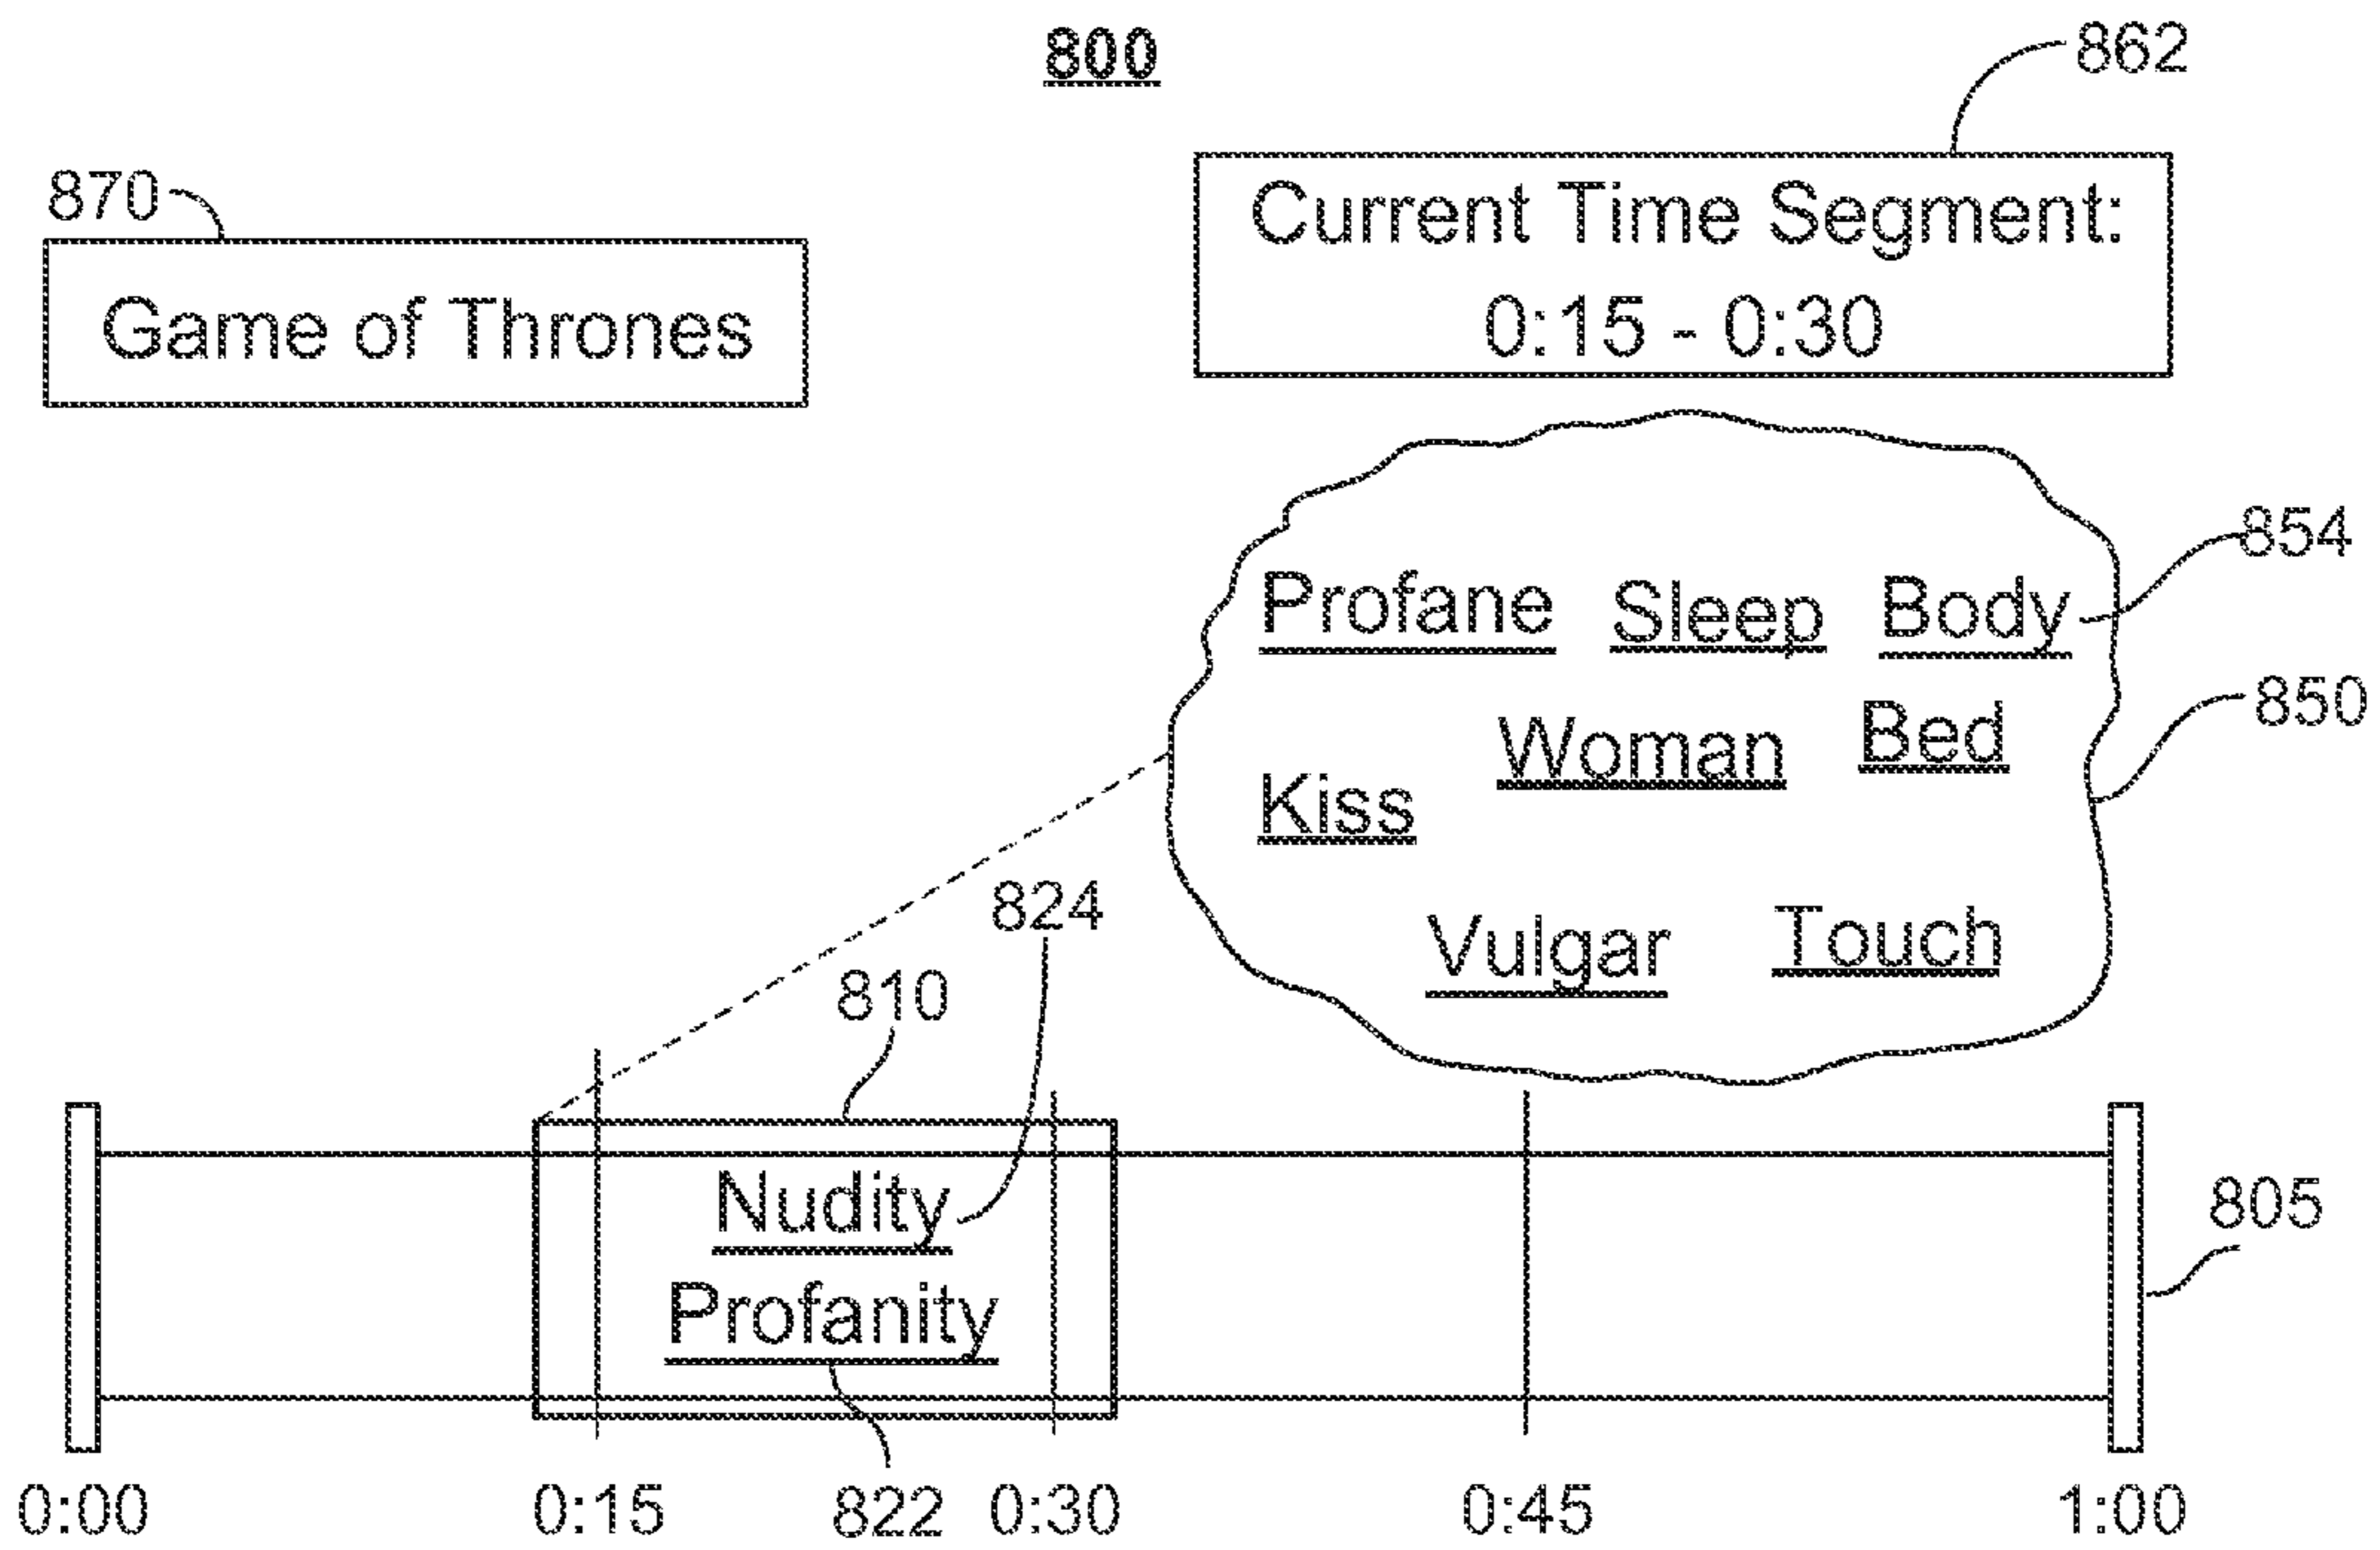 800
862
870
Current Time Segment:
0:15 - 0:30
Game of Thrones
854
Profane Sleep Body
850
Woman Bed
Kiss
824
Vulgar Touch
810
Nudity
805
Profanity
0:00 0:15 822 0:30 0:45 1:00